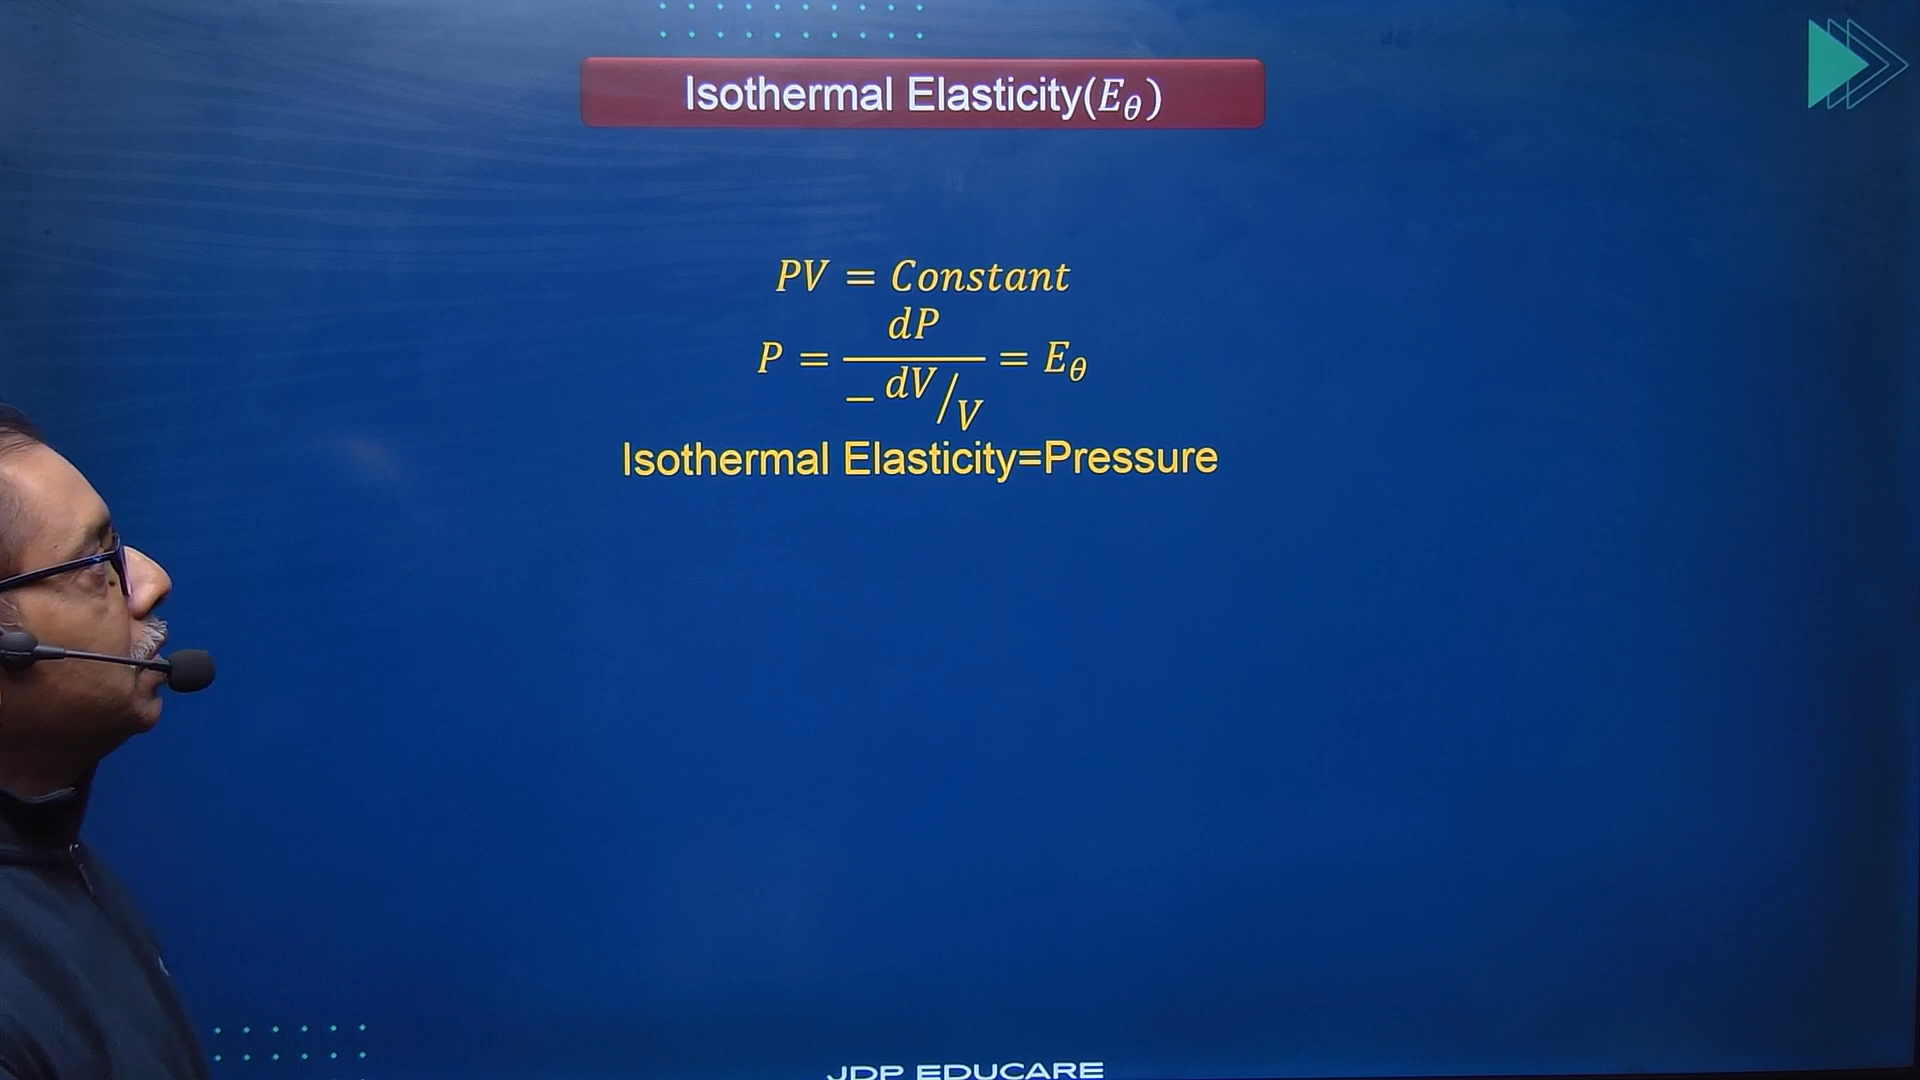 Isothermal Elasticity(E_θ)
PV = Constant
P = dP / (− dV/V) = E_θ
Isothermal Elasticity=Pressure
JDP EDUCARE